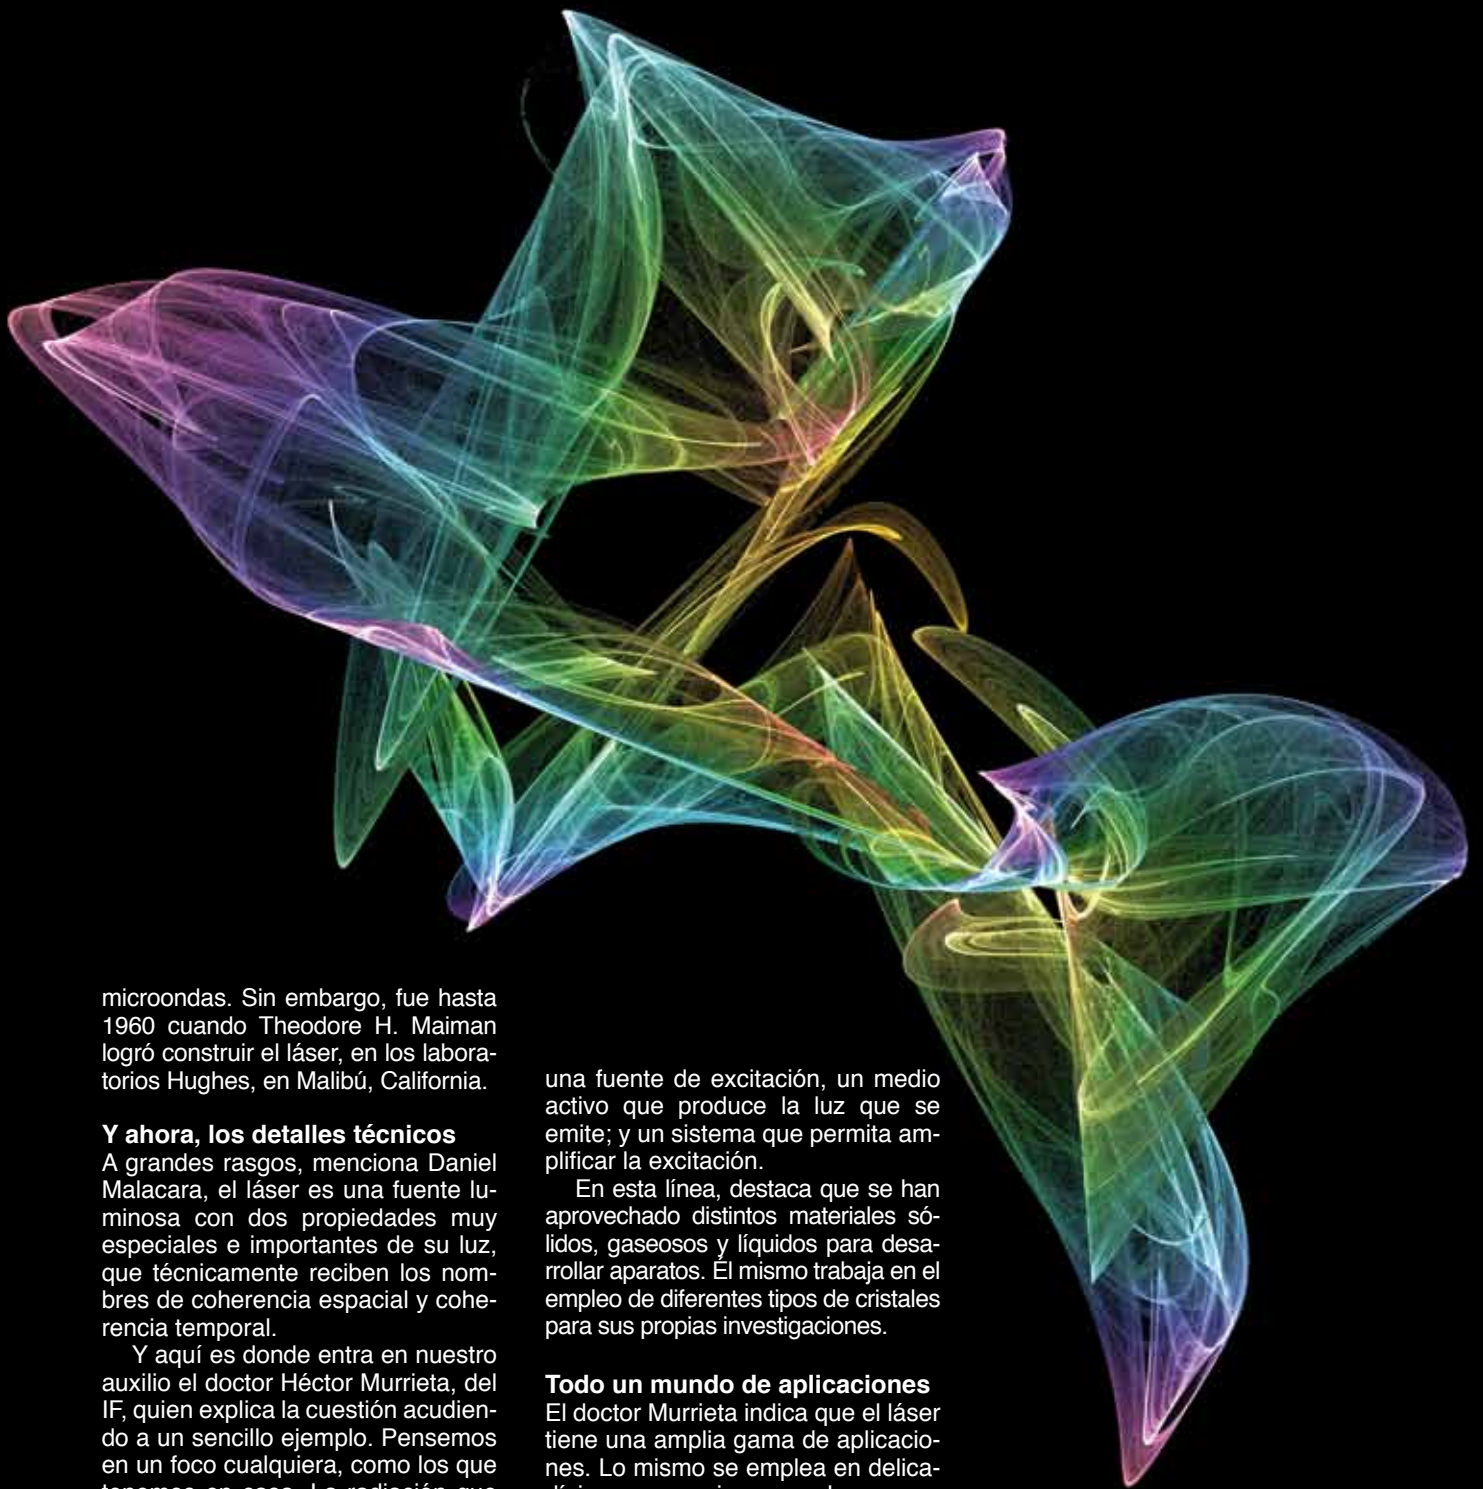 microondas. Sin embargo, fue hasta
1960 cuando Theodore H. Maiman
logró construir el láser, en los labora-
torios Hughes, en Malibú, California.
Y ahora, los detalles técnicos
A grandes rasgos, menciona Daniel
Malacara, el láser es una fuente lu-
minosa con dos propiedades muy
especiales e importantes de su luz,
que técnicamente reciben los nom-
bres de coherencia espacial y cohe-
rencia temporal.
Y aquí es donde entra en nuestro
auxilio el doctor Héctor Murrieta, del
IF, quien explica la cuestión acudien-
do a un sencillo ejemplo. Pensemos
en un foco cualquiera, como los que
tenemos en casa. La radiación que
una fuente de excitación, un medio
activo que produce la luz que se
emite; y un sistema que permita am-
plificar la excitación.
En esta línea, destaca que se han
aprovechado distintos materiales só-
lidos, gaseosos y líquidos para desa-
rrollar aparatos. Él mismo trabaja en el
empleo de diferentes tipos de cristales
para sus propias investigaciones.
Todo un mundo de aplicaciones
El doctor Murrieta indica que el láser
tiene una amplia gama de aplicacio-
nes. Lo mismo se emplea en delica-